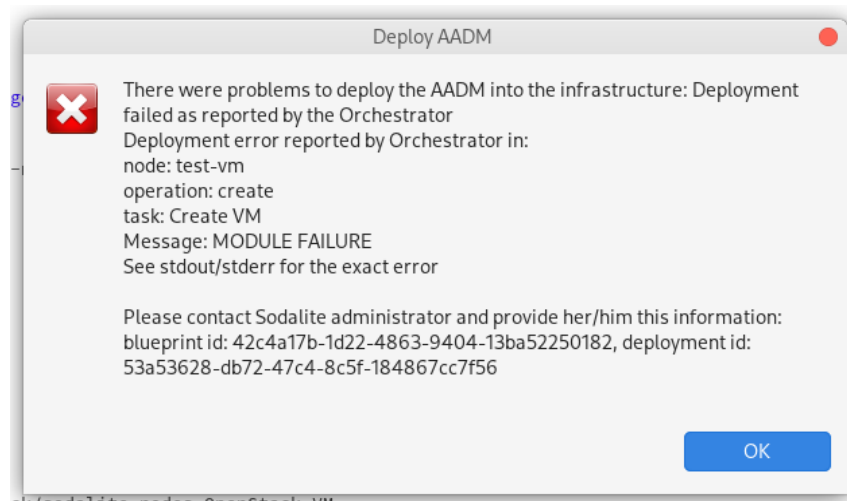 Deploy AADM
There were problems to deploy the AADM into the infrastructure: Deployment
failed as reported by the Orchestrator
Deployment error reported by Orchestrator in:
node: test-vm
operation: create
task: Create VM
Message: MODULE FAILURE
See stdout/stderr for the exact error
Please contact Sodalite administrator and provide her/him this information:
blueprint id: 42c4a17b-1d22-4863-9404-13ba52250182, deployment id:
53a53628-db72-47c4-8c5f-184867cc7f56
OK